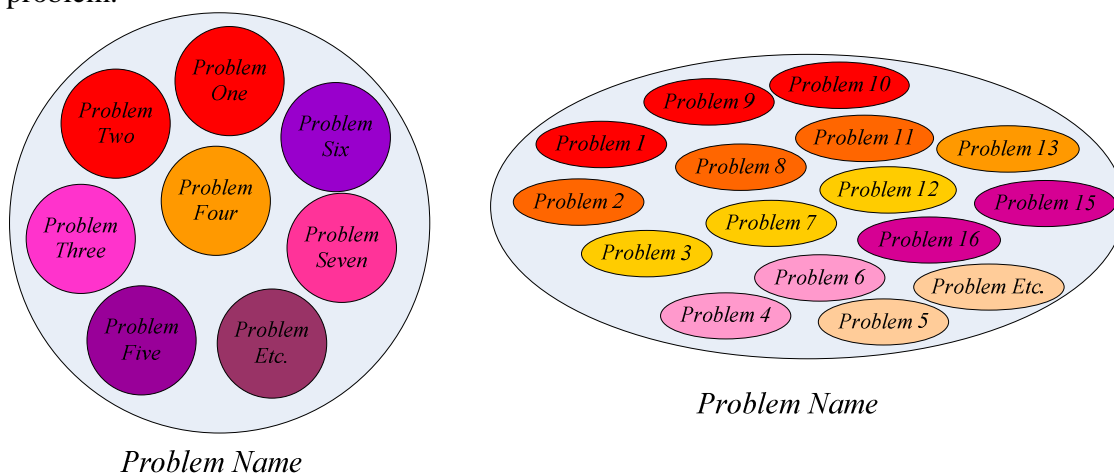 problem.
Problem
One
Problem
Two
Problem
Six
Problem
Four
Problem
Three
Problem
Seven
Problem
Five
Problem
Etc.
Problem Name
Problem 10
Problem 9
Problem 1
Problem 11
Problem 13
Problem 8
Problem 12
Problem 2
Problem 15
Problem 7
Problem 16
Problem 3
Problem 6
Problem Etc.
Problem 4
Problem 5
Problem Name